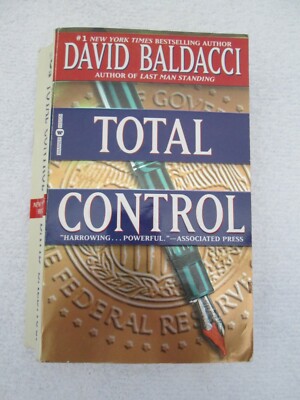 #1 NEW YORK TIMES BESTSELLING AUTHOR
DAVID BALDACCI
AUTHOR OF LAST MAN STANDING
GOVER
TOTAL
CONTROL
"HARROWING . . . POWERFUL."—ASSOCIATED PRESS
FEDERAL RESERVE